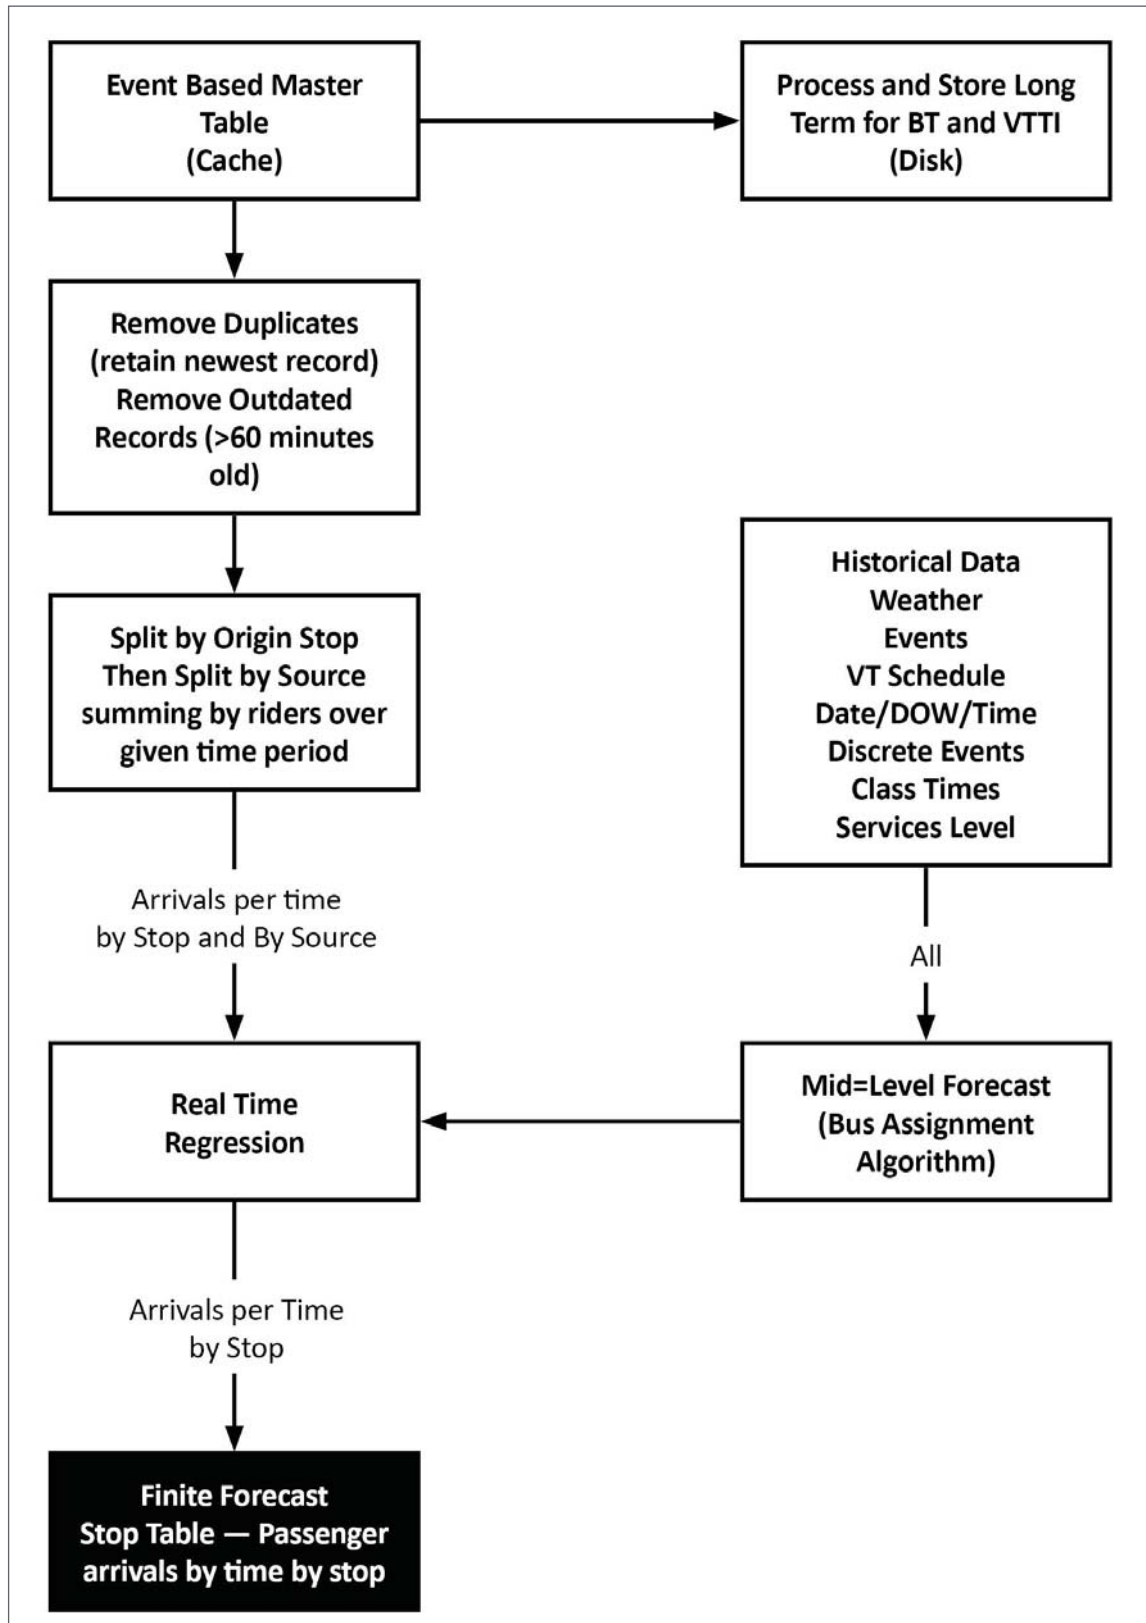 Event Based Master
Table
(Cache)
Process and Store Long
Term for BT and VTTI
(Disk)
Remove Duplicates
(retain newest record)
Remove Outdated
Records (>60 minutes
old)
Split by Origin Stop
Then Split by Source
summing by riders over
given time period
Historical Data
Weather
Events
VT Schedule
Date/DOW/Time
Discrete Events
Class Times
Services Level
Arrivals per time
by Stop and By Source
All
Real Time
Regression
Mid=Level Forecast
(Bus Assignment
Algorithm)
Arrivals per Time
by Stop
Finite Forecast
Stop Table — Passenger
arrivals by time by stop